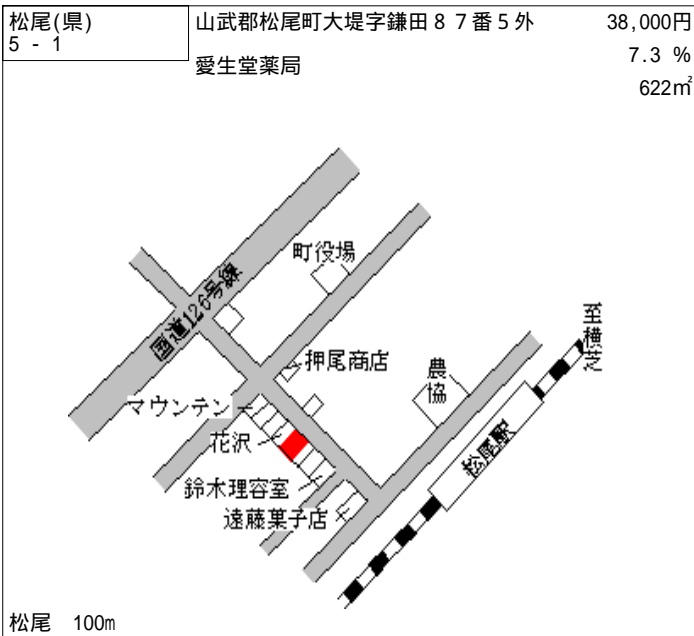 松尾(県)
5 - 1
山武郡松尾町大堤字鎌田８７番５外
38,000円
愛生堂薬局
7.3 %
622㎡
町役場
国道126号線
至横芝
押尾商店
農協
マウンテン
花沢
松尾駅
鈴木理容室
遠藤菓子店
松尾 100m